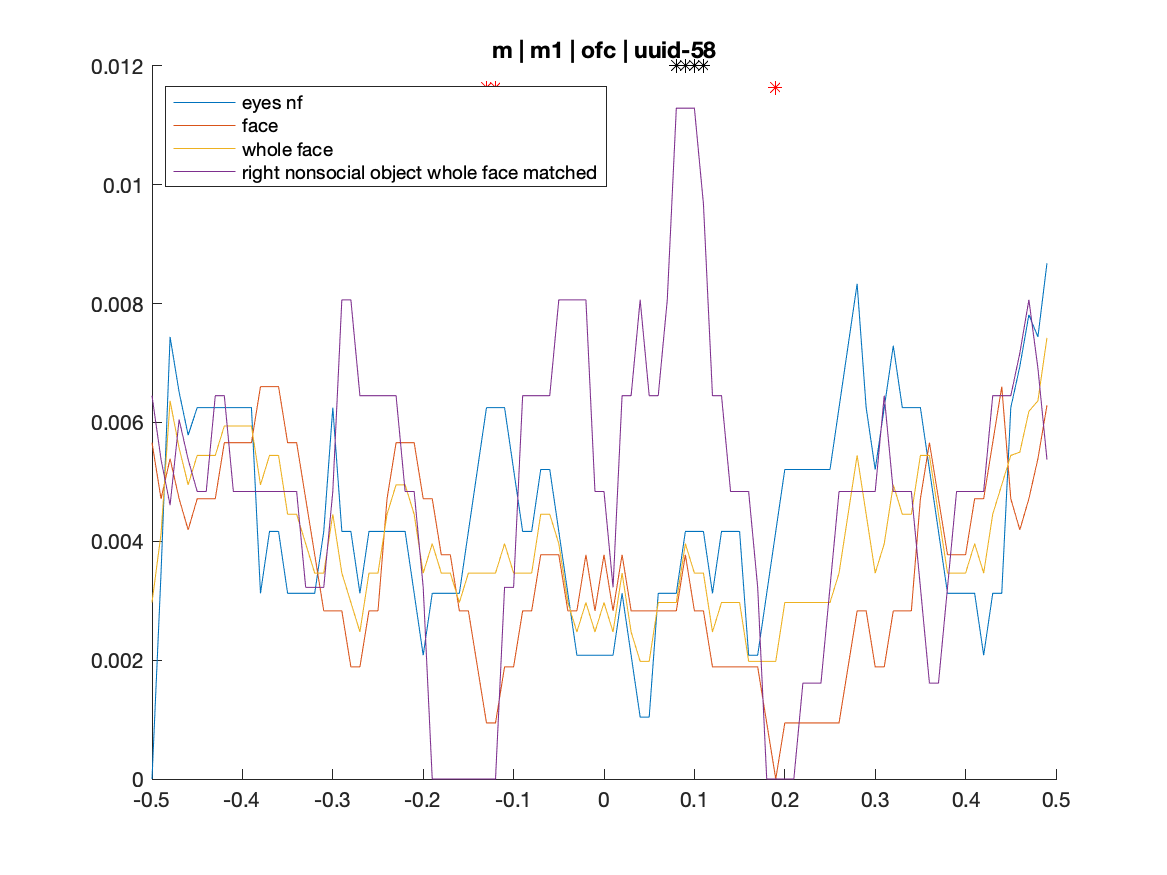 m | m1 | ofc | uuid-58
0.012
0.01
0.008
0.006
0.004
0.002
0
eyes nf
face
whole face
right nonsocial object whole face matched
-0.5 -0.4 -0.3 -0.2 -0.1 0 0.1 0.2 0.3 0.4 0.5